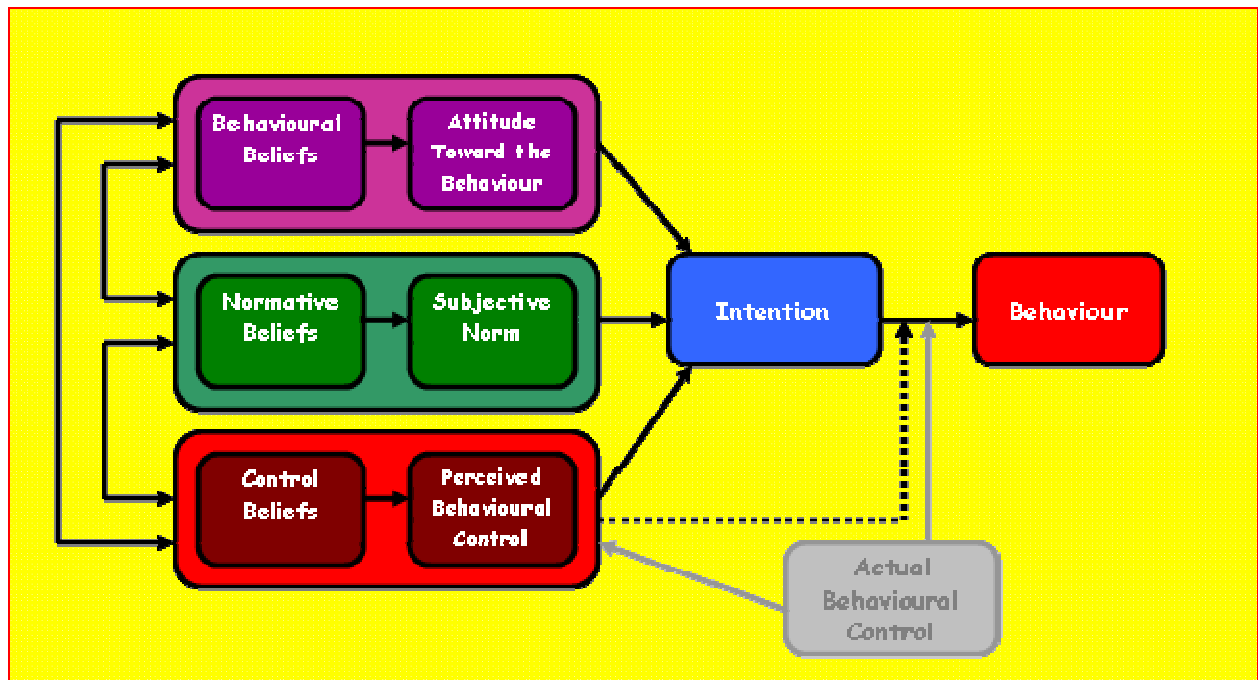 Behavioural
Beliefs
Attitude
Toward the
Behaviour
Normative
Beliefs
Subjective
Norm
Intention
Behaviour
Control
Beliefs
Perceived
Behavioural
Control
Actual
Behavioural
Control